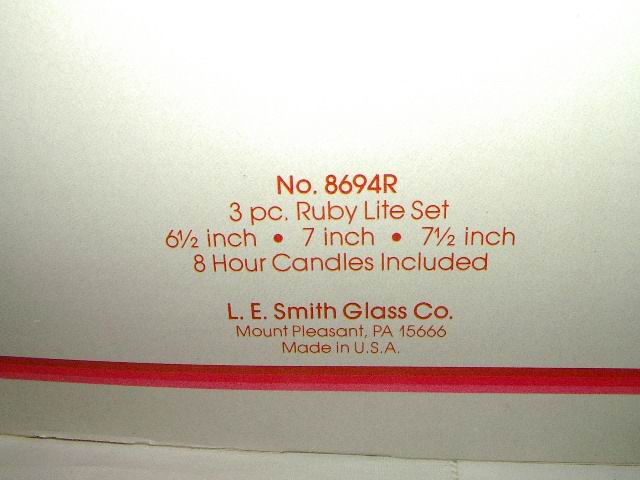 No. 8694R
3 pc. Ruby Lite Set
6½ inch • 7 inch • 7½ inch
8 Hour Candles Included
L. E. Smith Glass Co.
Mount Pleasant, PA 15666
Made in U.S.A.